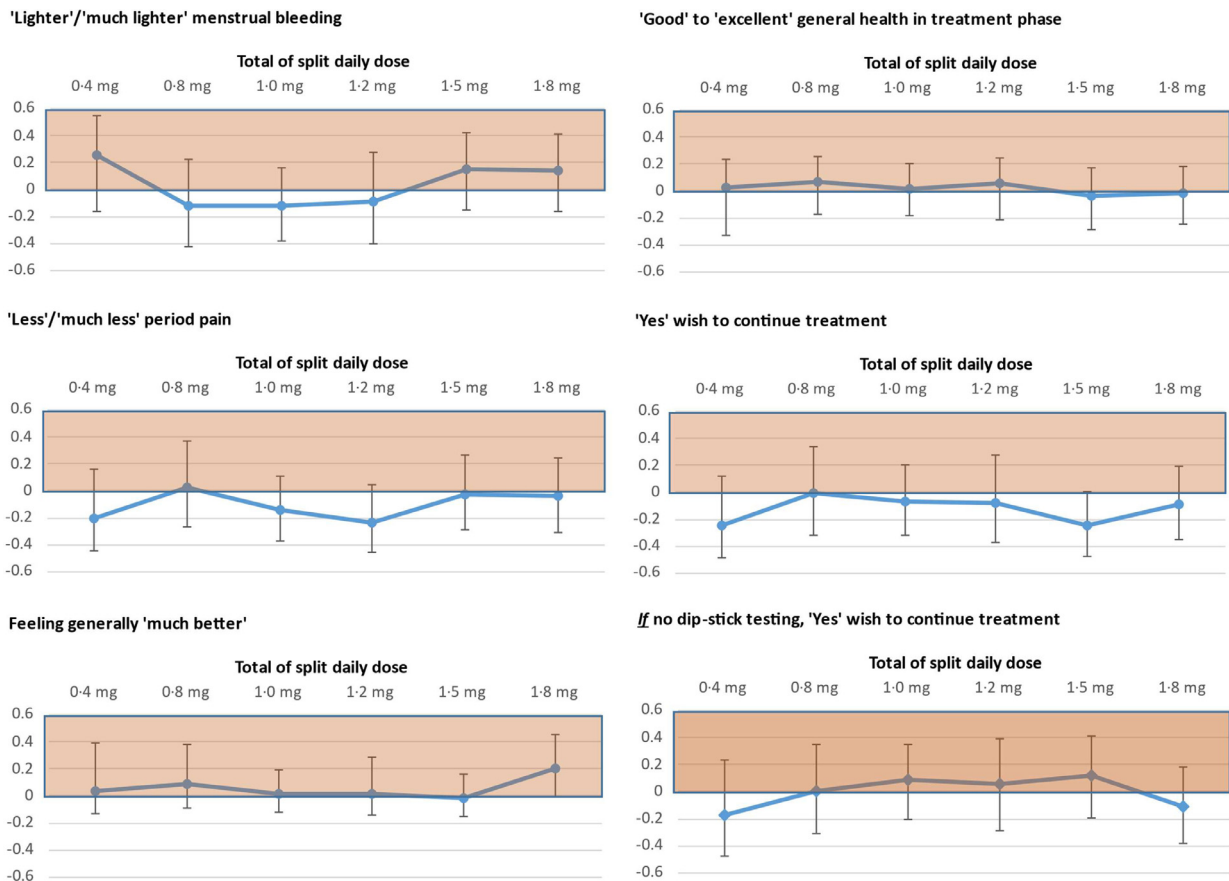 'Lighter'/'much lighter' menstrual bleeding
Total of split daily dose
0·4 mg 0·8 mg 1·0 mg 1·2 mg 1·5 mg 1·8 mg
0.6
0.4
0.2
0
-0.2
-0.4
-0.6
'Good' to 'excellent' general health in treatment phase
Total of split daily dose
0·4 mg 0·8 mg 1·0 mg 1·2 mg 1·5 mg 1·8 mg
0.6
0.4
0.2
0
-0.2
-0.4
-0.6
'Less'/'much less' period pain
Total of split daily dose
0·4 mg 0·8 mg 1·0 mg 1·2 mg 1·5 mg 1·8 mg
0.6
0.4
0.2
0
-0.2
-0.4
-0.6
'Yes' wish to continue treatment
Total of split daily dose
0·4 mg 0·8 mg 1·0 mg 1·2 mg 1·5 mg 1·8 mg
0.6
0.4
0.2
0
-0.2
-0.4
-0.6
Feeling generally 'much better'
Total of split daily dose
0·4 mg 0·8 mg 1·0 mg 1·2 mg 1·5 mg 1·8 mg
0.6
0.4
0.2
0
-0.2
-0.4
-0.6
If no dip-stick testing, 'Yes' wish to continue treatment
Total of split daily dose
0·4 mg 0·8 mg 1·0 mg 1·2 mg 1·5 mg 1·8 mg
0.6
0.4
0.2
0
-0.2
-0.4
-0.6